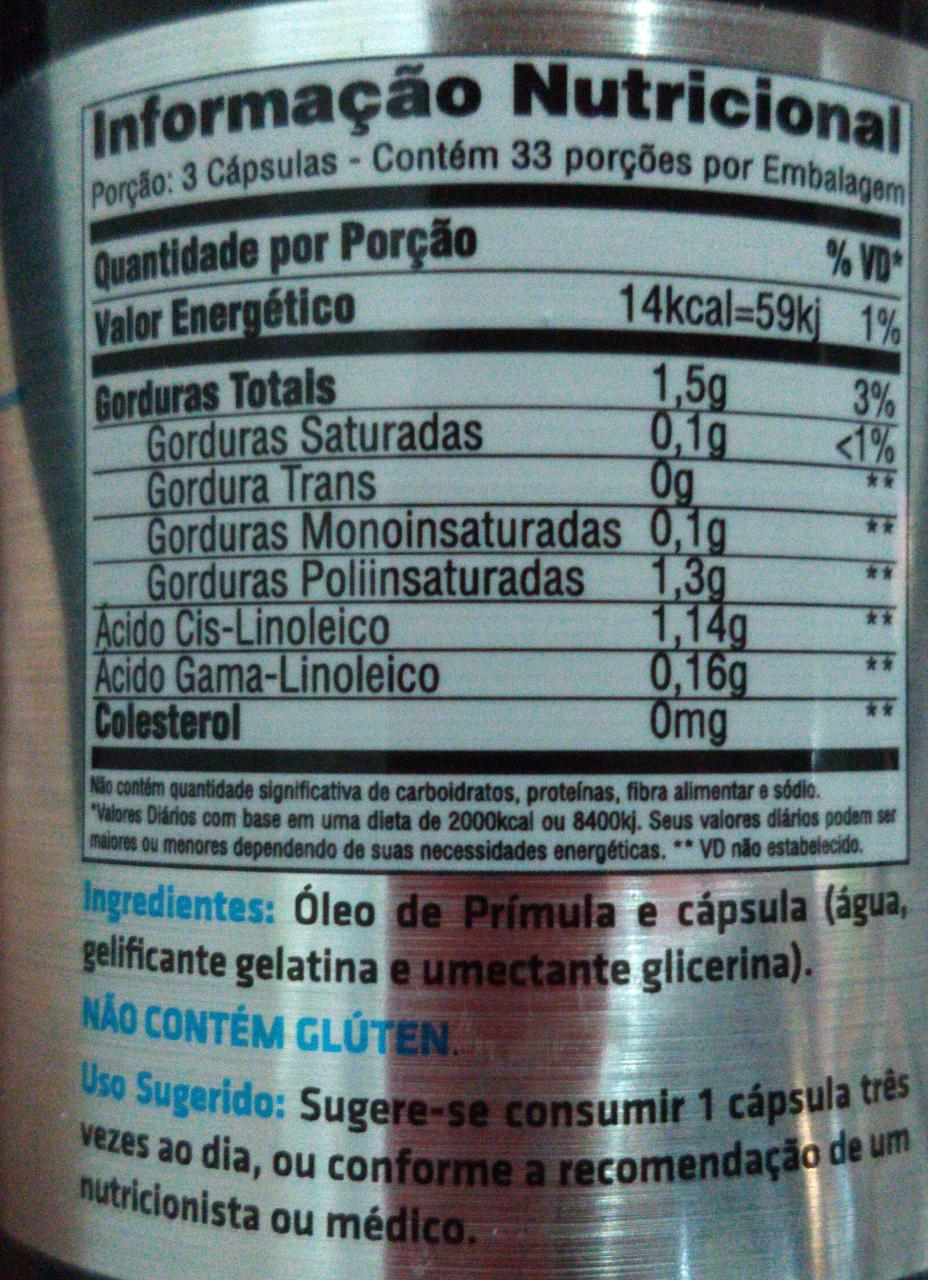 Informação Nutricional
Porção: 3 Cápsulas - Contém 33 porções por Embalagem
Quantidade por Porção % VD*
Valor Energético 14kcal=59kj 1%
Gorduras Totais 1,5g 3%
Gorduras Saturadas 0,1g <1%
Gordura Trans 0g **
Gorduras Monoinsaturadas 0,1g **
Gorduras Poliinsaturadas 1,3g **
Ácido Cis-Linoleico 1,14g **
Ácido Gama-Linoleico 0,16g **
Colesterol 0mg **
Não contém quantidade significativa de carboidratos, proteínas, fibra alimentar e sódio.
*Valores Diários com base em uma dieta de 2000kcal ou 8400kj. Seus valores diários podem ser
maiores ou menores dependendo de suas necessidades energéticas. ** VD não estabelecido.
Ingredientes: Óleo de Prímula e cápsula (água,
gelificante gelatina e umectante glicerina).
NÃO CONTÉM GLÚTEN.
Uso Sugerido: Sugere-se consumir 1 cápsula três
vezes ao dia, ou conforme a recomendação de um
nutricionista ou médico.